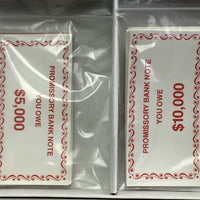 PROMISSORY BANK NOTE
YOU OWE
$5,000
PROMISSORY BANK NOTE
YOU OWE
$10,000